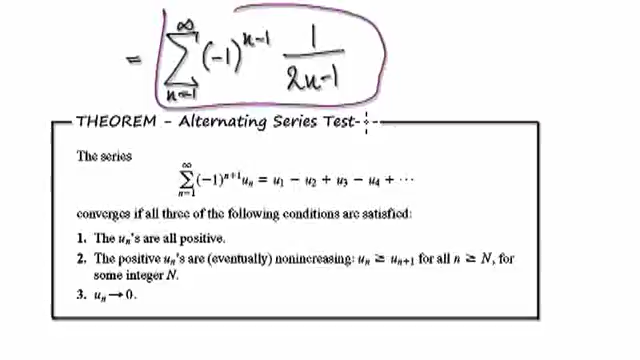 = ∑_{n=1}^{∞} (-1)^{n-1} 1/(2n-1)
THEOREM - Alternating Series Test
The series
∑_{n=1}^{∞} (-1)^{n+1} u_n = u_1 - u_2 + u_3 - u_4 + ⋯
converges if all three of the following conditions are satisfied:
1. The u_n's are all positive.
2. The positive u_n's are (eventually) nonincreasing: u_n ≥ u_{n+1} for all n ≥ N, for
some integer N.
3. u_n → 0.